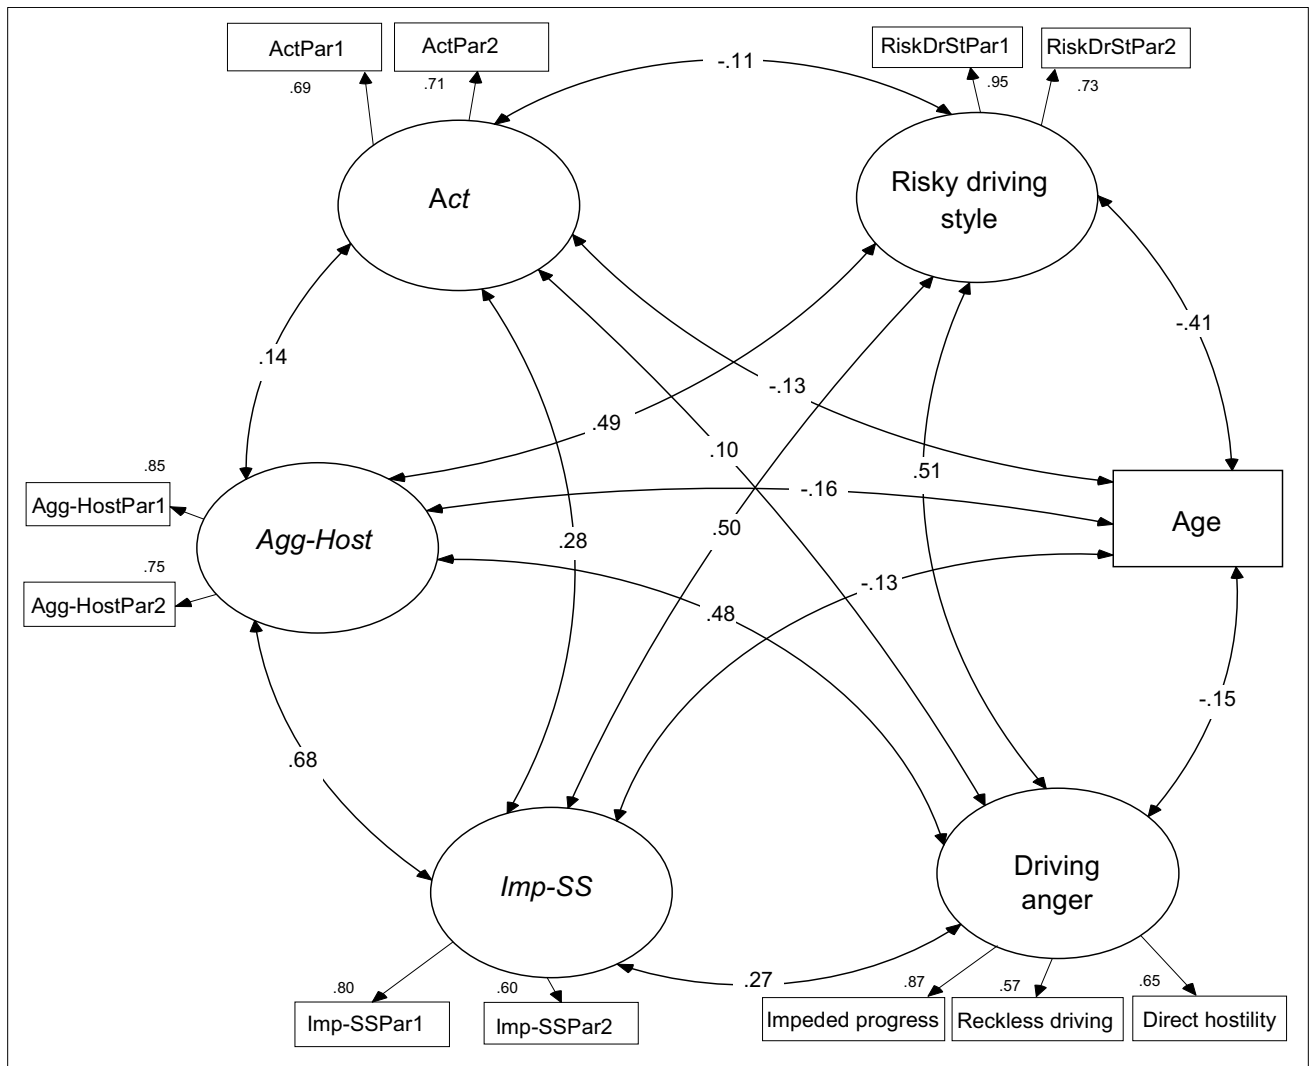 ActPar1
ActPar2
RiskDrStPar1
RiskDrStPar2
.69
.71
-.11
.95
.73
Act
Risky driving
style
-.41
.14
-.13
.49
.10
.51
.85
Agg-HostPar1
-.16
Age
.50
.28
Agg-Host
.75
-.13
Agg-HostPar2
.48
-.15
.68
Imp-SS
Driving
anger
.27
.80
.60
.87
.57
.65
Imp-SSPar1
Imp-SSPar2
Impeded progress
Reckless driving
Direct hostility